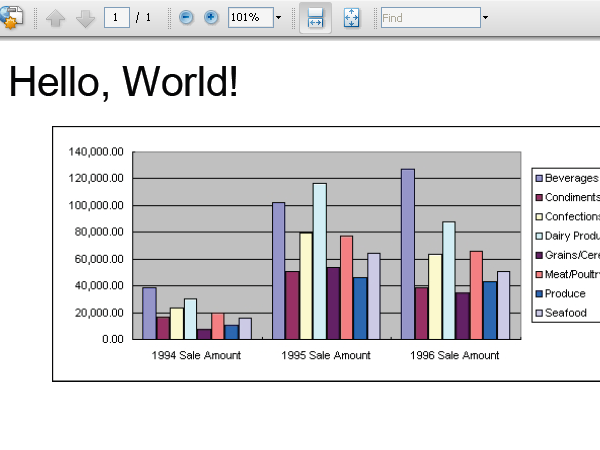 1 / 1 101% Find
Hello, World!
140,000.00
120,000.00
100,000.00
80,000.00
60,000.00
40,000.00
20,000.00
0.00
1994 Sale Amount 1995 Sale Amount 1996 Sale Amount
Beverages
Condiments
Confections
Dairy Produ
Grains/Cere
Meat/Poultry
Produce
Seafood